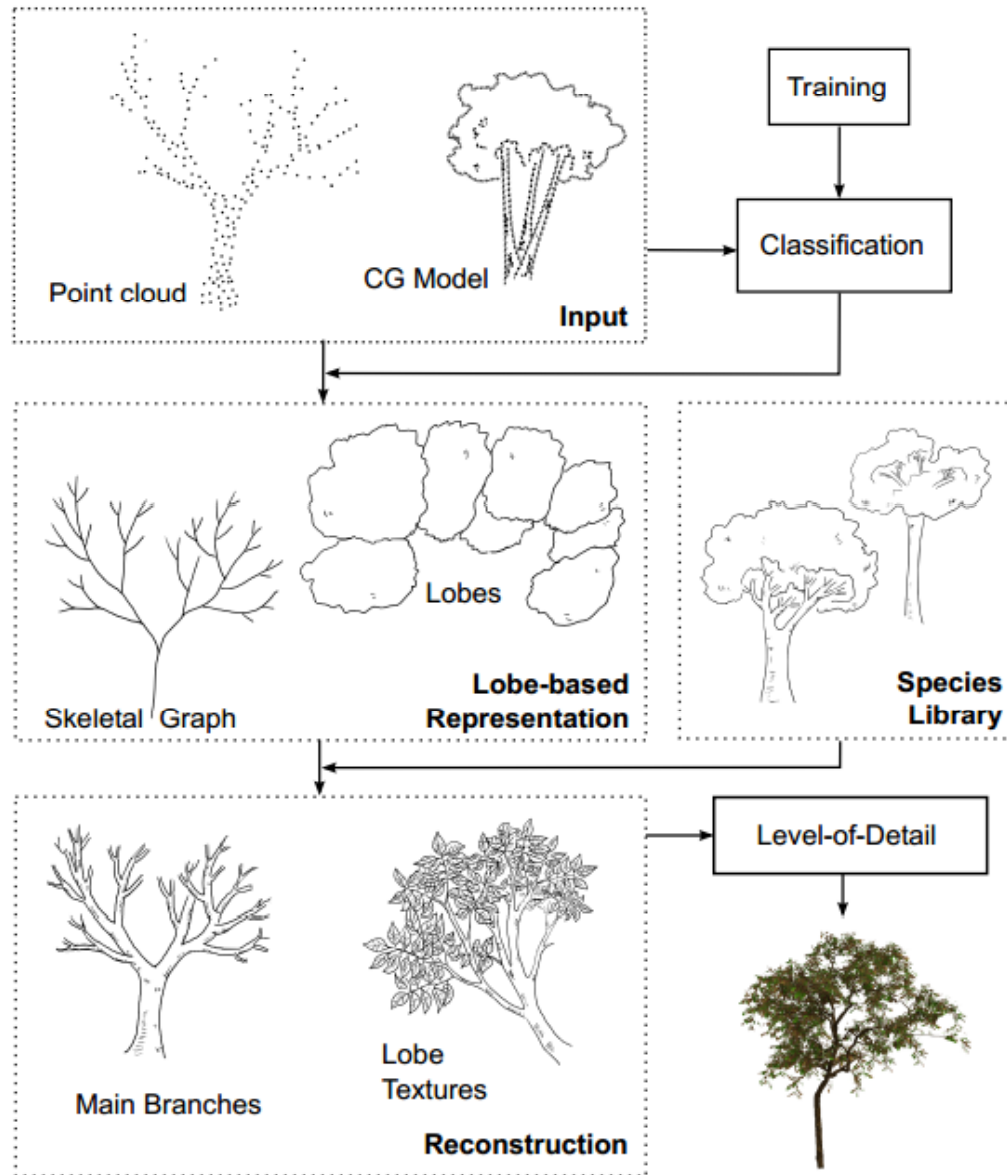 Training
Classification
Point cloud
CG Model
Input
Lobes
Skeletal Graph
Lobe-based
Representation
Species
Library
Level-of-Detail
Main Branches
Lobe
Textures
Reconstruction